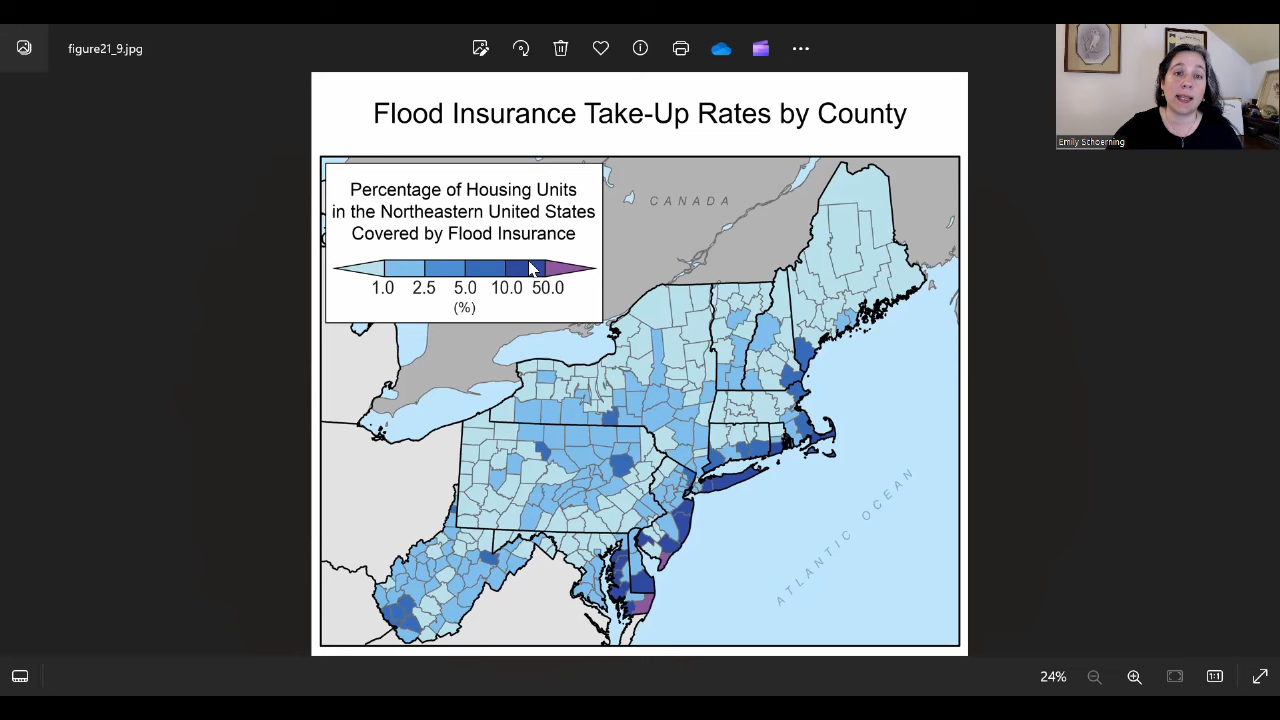 figure21_9.jpg
Emily Schoerning
Flood Insurance Take-Up Rates by County
Percentage of Housing Units
in the Northeastern United States
Covered by Flood Insurance
1.0 2.5 5.0 10.0 50.0
(%)
CANADA
ATLANTIC OCEAN
24%
1:1